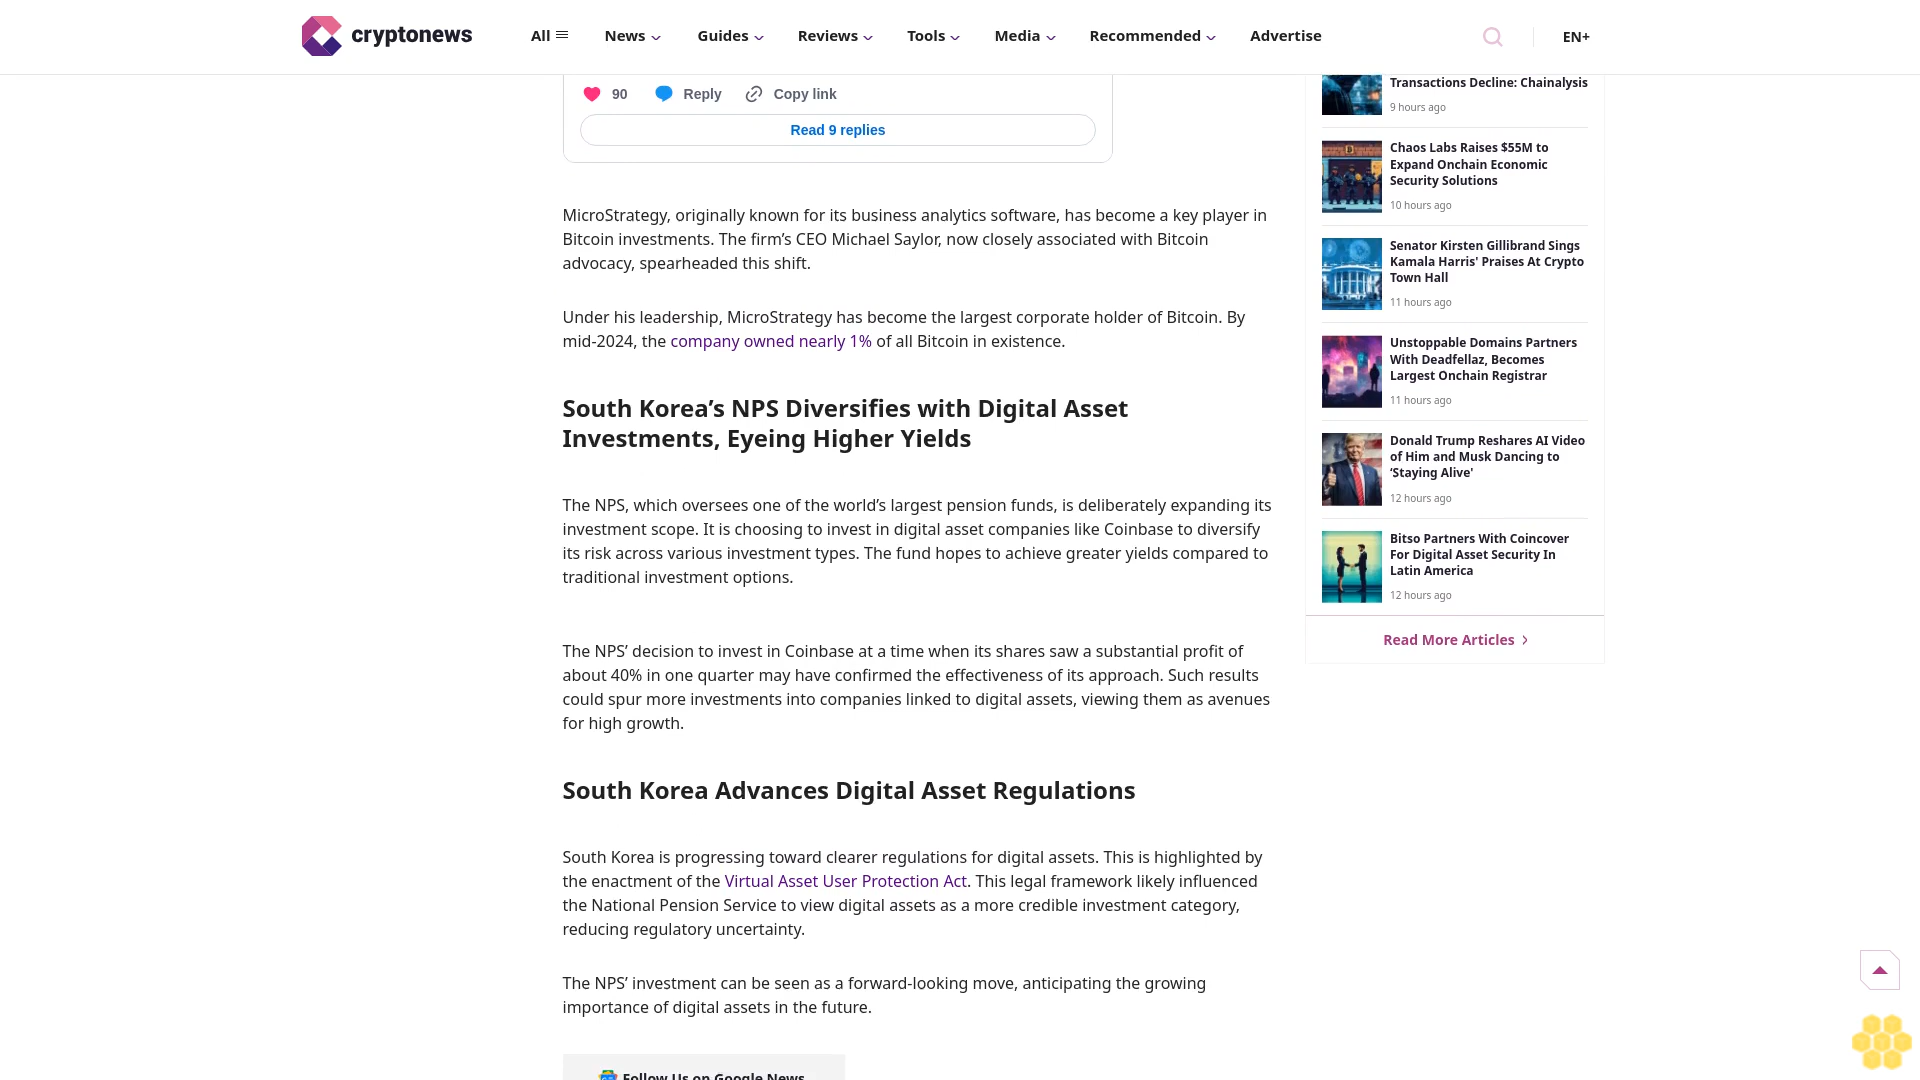 cryptonews
All
News
Guides
Reviews
Tools
Media
Recommended
Advertise
EN+
90
Reply
Copy link
Read 9 replies
MicroStrategy, originally known for its business analytics software, has become a key player in
Bitcoin investments. The firm’s CEO Michael Saylor, now closely associated with Bitcoin
advocacy, spearheaded this shift.
Under his leadership, MicroStrategy has become the largest corporate holder of Bitcoin. By
mid-2024, the company owned nearly 1% of all Bitcoin in existence.
South Korea’s NPS Diversifies with Digital Asset
Investments, Eyeing Higher Yields
The NPS, which oversees one of the world’s largest pension funds, is deliberately expanding its
investment scope. It is choosing to invest in digital asset companies like Coinbase to diversify
its risk across various investment types. The fund hopes to achieve greater yields compared to
traditional investment options.
The NPS’ decision to invest in Coinbase at a time when its shares saw a substantial profit of
about 40% in one quarter may have confirmed the effectiveness of its approach. Such results
could spur more investments into companies linked to digital assets, viewing them as avenues
for high growth.
South Korea Advances Digital Asset Regulations
South Korea is progressing toward clearer regulations for digital assets. This is highlighted by
the enactment of the Virtual Asset User Protection Act. This legal framework likely influenced
the National Pension Service to view digital assets as a more credible investment category,
reducing regulatory uncertainty.
The NPS’ investment can be seen as a forward-looking move, anticipating the growing
importance of digital assets in the future.
Follow Us on Google News
Transactions Decline: Chainalysis
9 hours ago
Chaos Labs Raises $55M to
Expand Onchain Economic
Security Solutions
10 hours ago
Senator Kirsten Gillibrand Sings
Kamala Harris' Praises At Crypto
Town Hall
11 hours ago
Unstoppable Domains Partners
With Deadfellaz, Becomes
Largest Onchain Registrar
11 hours ago
Donald Trump Reshares AI Video
of Him and Musk Dancing to
‘Staying Alive'
12 hours ago
Bitso Partners With Coincover
For Digital Asset Security In
Latin America
12 hours ago
Read More Articles